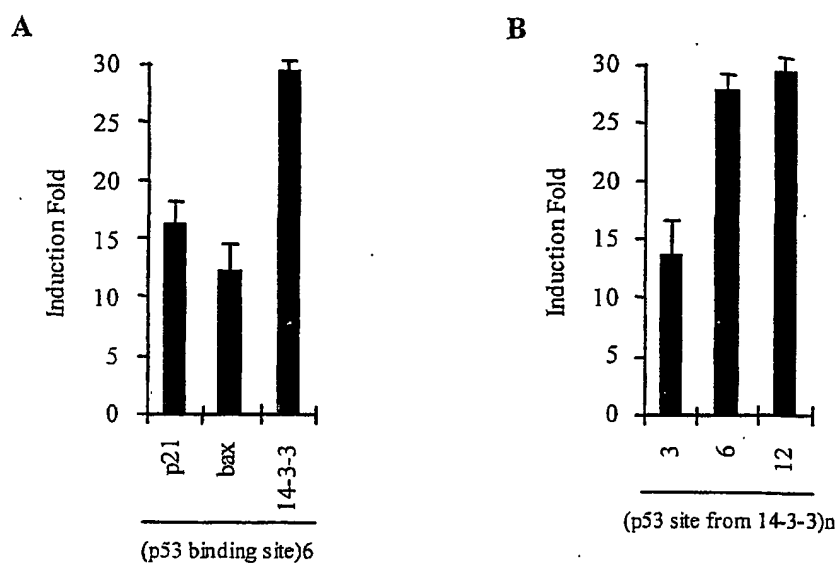 A
30
25
20
15
10
5
0
Induction Fold
p21
bax
14-3-3
(p53 binding site)6
B
30
25
20
15
10
5
0
Induction Fold
3
6
12
(p53 site from 14-3-3)n